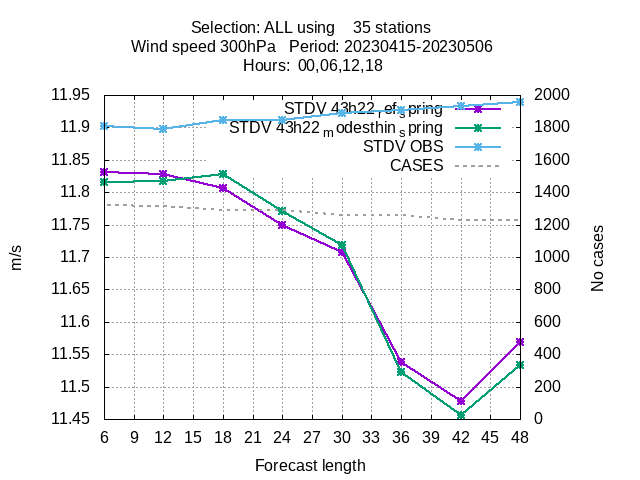 Selection: ALL using    35 stations
Wind speed 300hPa   Period: 20230415-20230506
Hours:  00,06,12,18
11.95
11.9
11.85
11.8
11.75
11.7
11.65
11.6
11.55
11.5
11.45
m/s
STDV 43h22_ref_spring
STDV 43h22_modesthin_spring
STDV OBS
CASES
2000
1800
1600
1400
1200
1000
800
600
400
200
0
No cases
6 9 12 15 18 21 24 27 30 33 36 39 42 45 48
Forecast length